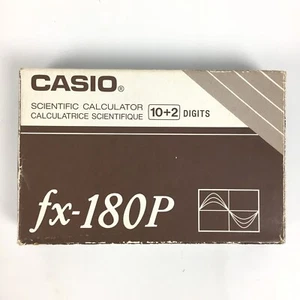 CASIO®
SCIENTIFIC CALCULATOR
CALCULATRICE SCIENTIFIQUE
10+2 DIGITS
fx-180P